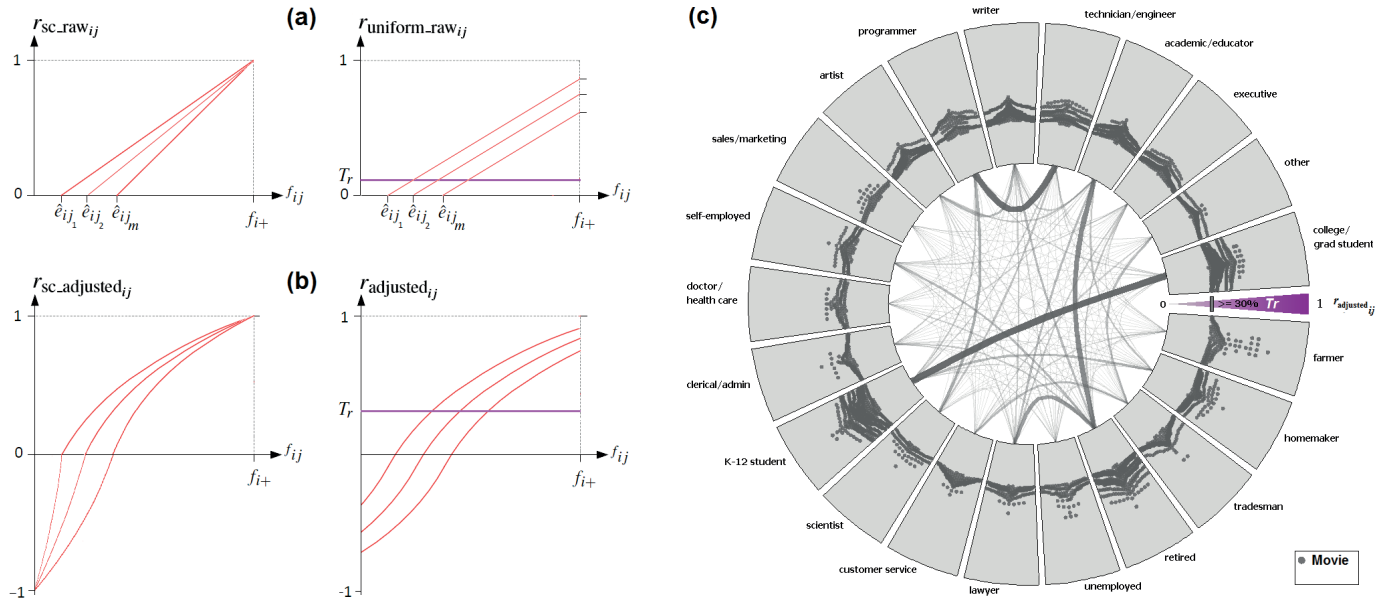 r_sc_raw_ij
(a)
r_uniform_raw_ij
1
0
ê_ij_1 ê_ij_2 ê_ij_m
f_ij
f_i+
1
T_r
0
ê_ij_1 ê_ij_2 ê_ij_m
f_ij
f_i+
r_sc_adjusted_ij
(b)
r_adjusted_ij
1
0
−1
f_ij
f_i+
1
T_r
-1
f_ij
f_i+
(c)
writer
technician/engineer
programmer
academic/educator
artist
executive
sales/marketing
other
self-employed
college/
grad student
doctor/
health care
0 >= 30% Tr 1 r_adjusted_ij
farmer
clerical/admin
homemaker
K-12 student
tradesman
scientist
retired
customer service
unemployed
lawyer
Movie